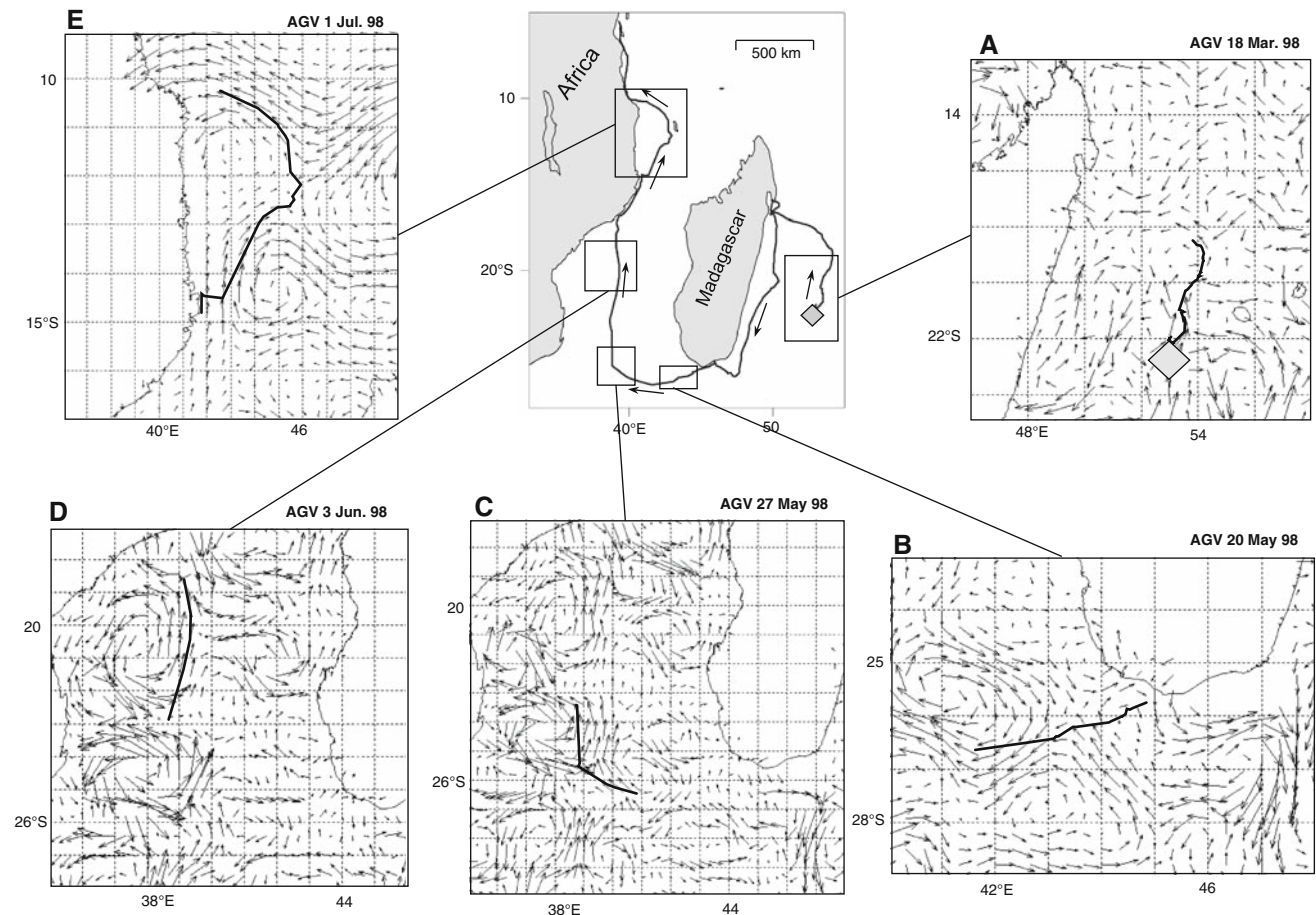 E
AGV 1 Jul. 98
10
15°S
40°E
46
Africa
500 km
10
Madagascar
20°S
40°E
50
A
AGV 18 Mar. 98
14
22°S
48°E
54
D
AGV 3 Jun. 98
20
26°S
38°E
44
C
AGV 27 May 98
20
26°S
38°E
44
B
AGV 20 May 98
25
28°S
42°E
46